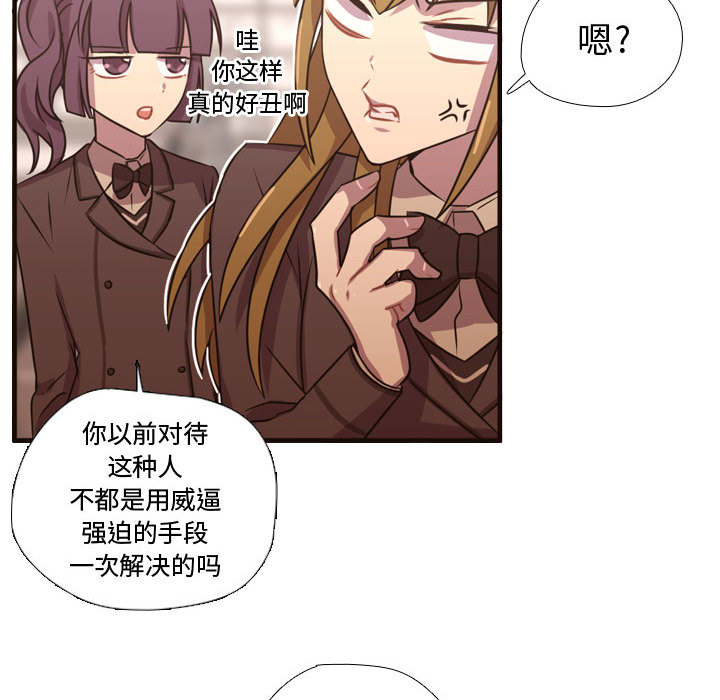 嗯?
哇
你这样
真的好丑啊
你以前对待
这种人
不都是用威逼
强迫的手段
一次解决的吗